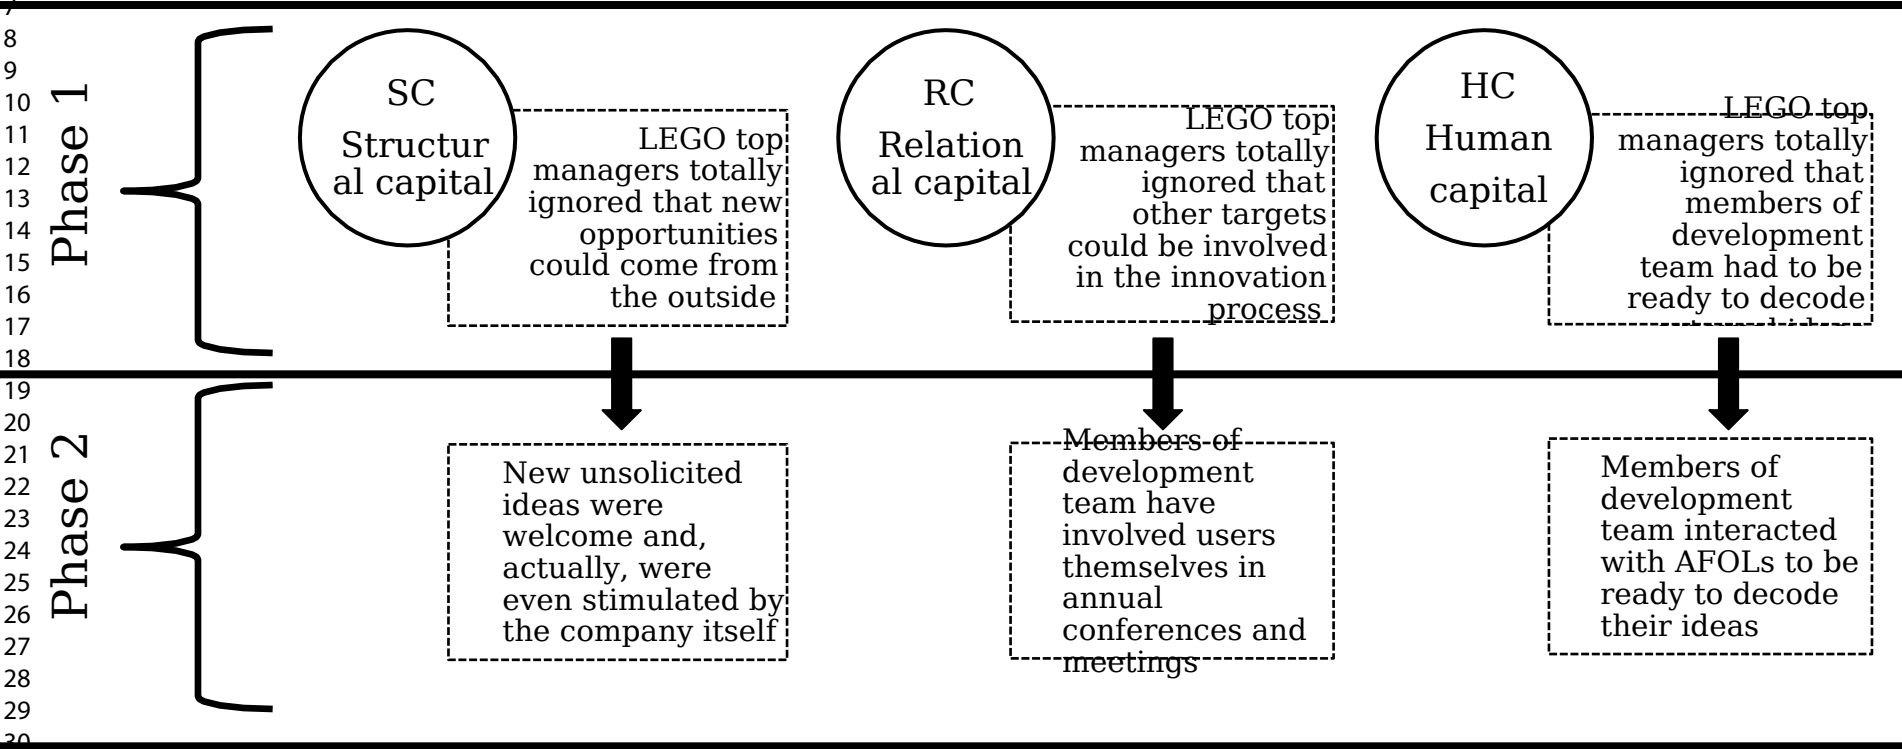 8
9
10
11
12
13
14
15
16
17
18
19
20
21
22
23
24
25
26
27
28
29
30
Phase 1
SC
Structur
al capital
LEGO top
managers totally
ignored that new
opportunities
could come from
the outside
RC
Relation
al capital
LEGO top
managers totally
ignored that
other targets
could be involved
in the innovation
process
HC
Human
capital
LEGO top
managers totally
ignored that
members of
development
team had to be
ready to decode
Phase 2
New unsolicited
ideas were
welcome and,
actually, were
even stimulated by
the company itself
Members of
development
team have
involved users
themselves in
annual
conferences and
meetings
Members of
development
team interacted
with AFOLs to be
ready to decode
their ideas